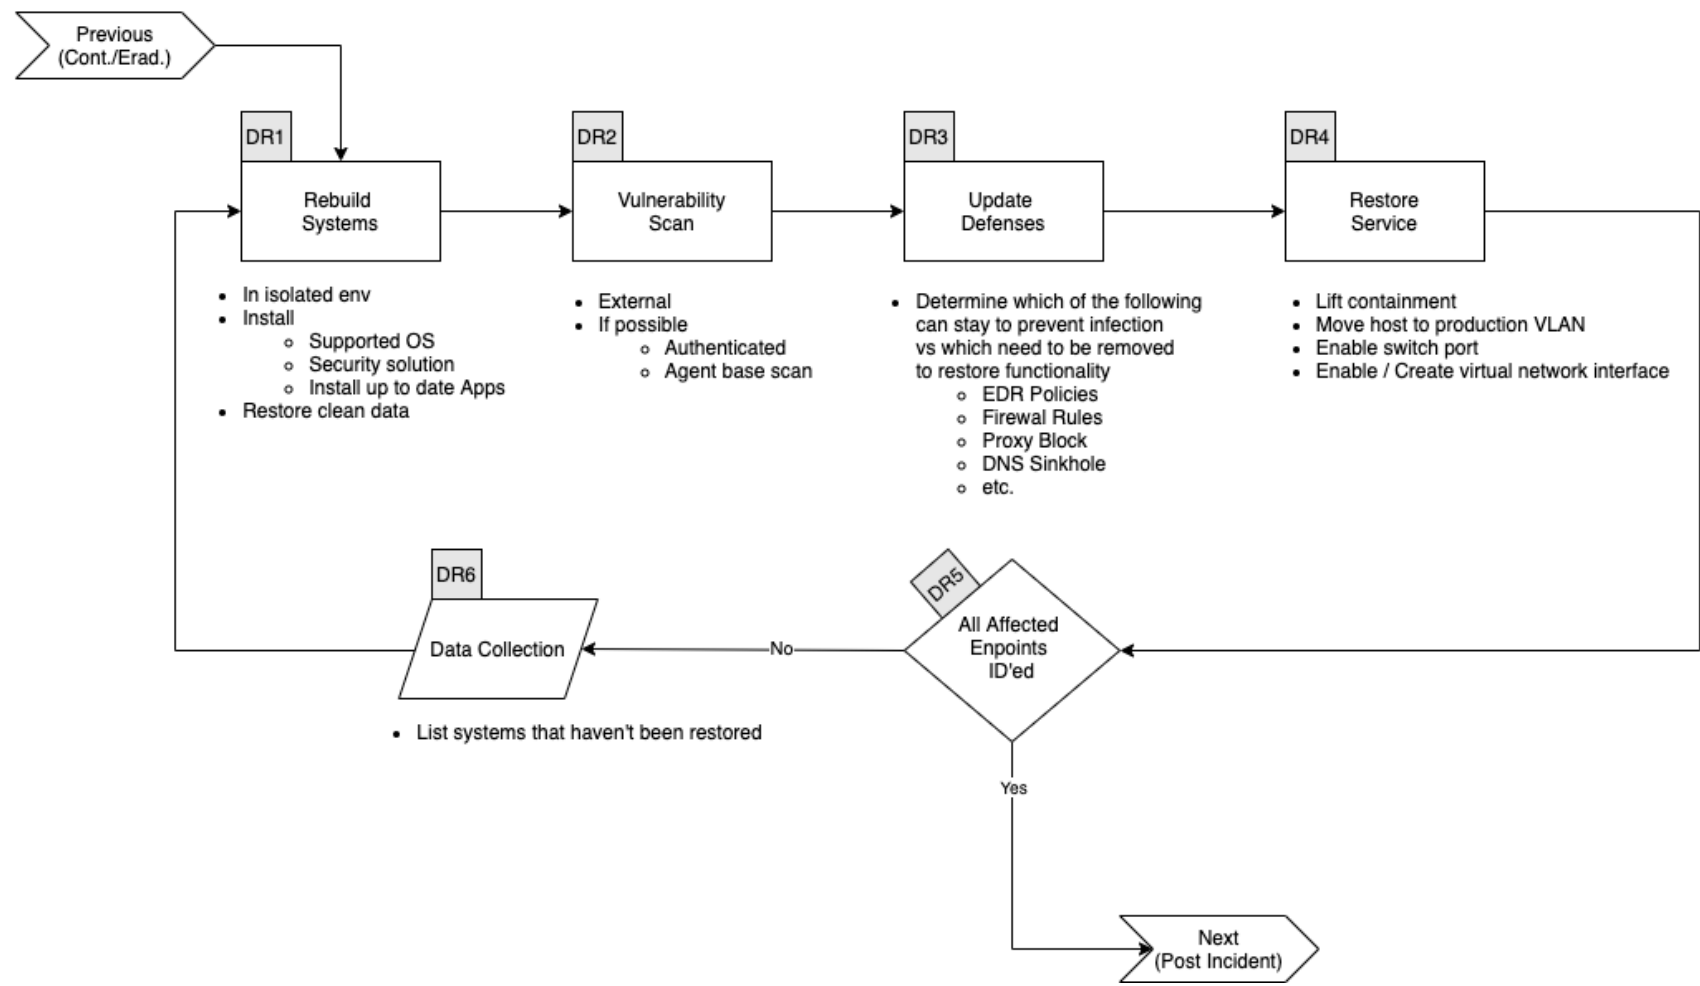 Previous
(Cont./Erad.)
DR1
Rebuild
Systems
• In isolated env
• Install
◦ Supported OS
◦ Security solution
◦ Install up to date Apps
• Restore clean data
DR2
Vulnerability
Scan
• External
• If possible
◦ Authenticated
◦ Agent base scan
DR3
Update
Defenses
• Determine which of the following
can stay to prevent infection
vs which need to be removed
to restore functionality
◦ EDR Policies
◦ Firewal Rules
◦ Proxy Block
◦ DNS Sinkhole
◦ etc.
DR4
Restore
Service
• Lift containment
• Move host to production VLAN
• Enable switch port
• Enable / Create virtual network interface
DR5
All Affected
Enpoints
ID'ed
No
DR6
Data Collection
• List systems that haven't been restored
Yes
Next
(Post Incident)